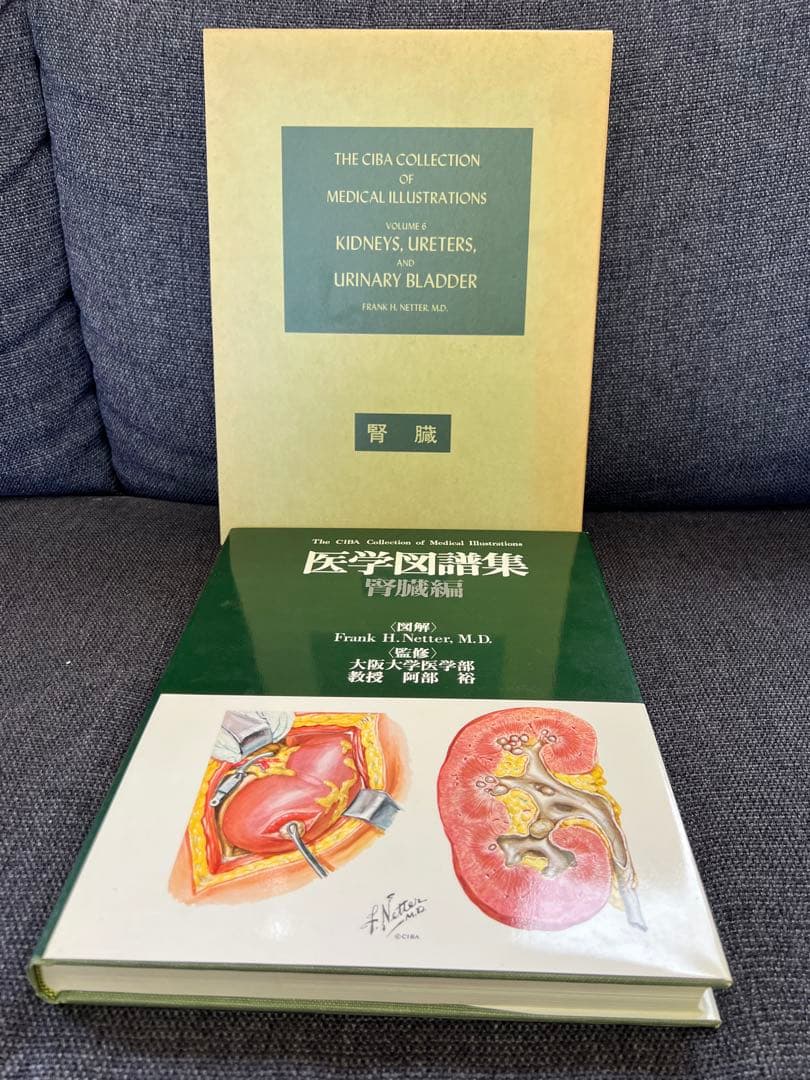 THE CIBA COLLECTION
OF
MEDICAL ILLUSTRATIONS
VOLUME 6
KIDNEYS, URETERS,
AND
URINARY BLADDER
FRANK H. NETTER, M.D.
腎 臓
The CIBA Collection of Medical Illustrations
医学図譜集
腎臓編
〈図解〉
Frank H. Netter, M.D.
〈監修〉
大阪大学医学部
教授 阿部 裕
F. Netter
M.D.
©CIBA